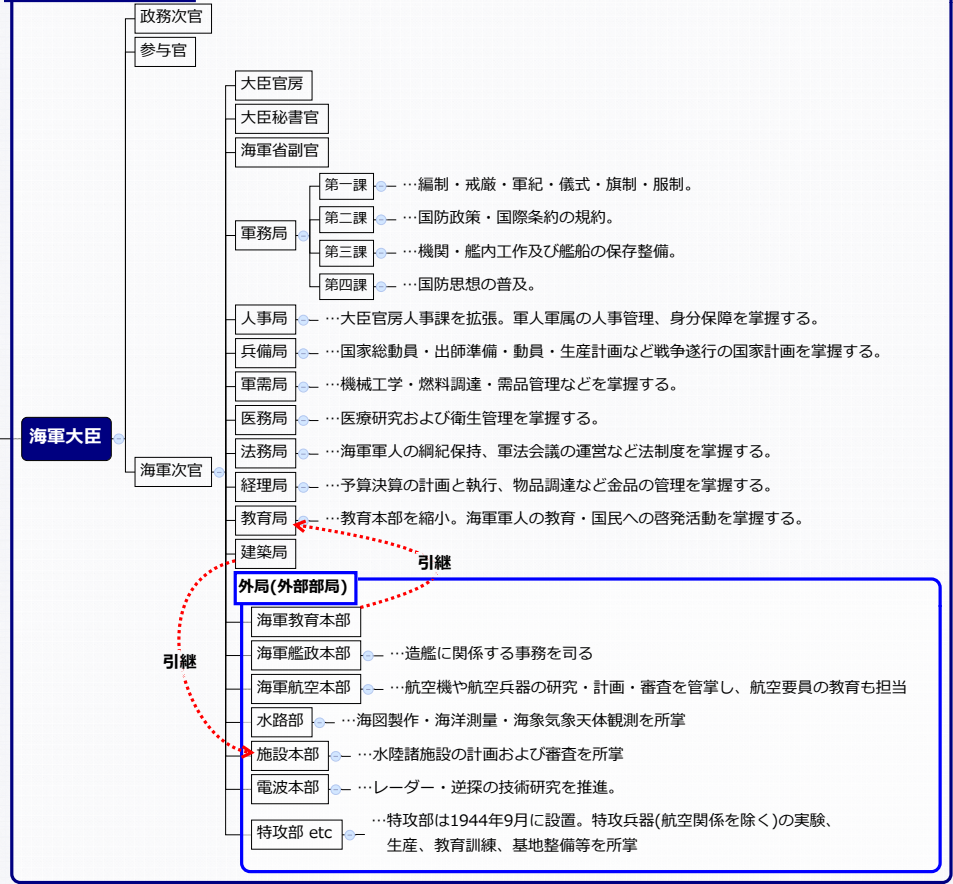 政務次官
参与官
大臣官房
大臣秘書官
海軍省副官
第一課 …編制・戒厳・軍紀・儀式・旗制・服制。
第二課 …国防政策・国際条約の規約。
軍務局
第三課 …機関・艦内工作及び艦船の保存整備。
第四課 …国防思想の普及。
人事局 …大臣官房人事課を拡張。軍人軍属の人事管理、身分保障を掌握する。
兵備局 …国家総動員・出師準備・動員・生産計画など戦争遂行の国家計画を掌握する。
軍需局 …機械工学・燃料調達・需品管理などを掌握する。
医務局 …医療研究および衛生管理を掌握する。
海軍大臣
法務局 …海軍軍人の綱紀保持、軍法会議の運営など法制度を掌握する。
海軍次官
経理局 …予算決算の計画と執行、物品調達など金品の管理を掌握する。
教育局 …教育本部を縮小。海軍軍人の教育・国民への啓発活動を掌握する。
建築局
引継
外局(外部部局)
海軍教育本部
海軍艦政本部 …造艦に関係する事務を司る
引継
海軍航空本部 …航空機や航空兵器の研究・計画・審査を管掌し、航空要員の教育も担当
水路部 …海図製作・海洋測量・海象気象天体観測を所掌
施設本部 …水陸諸施設の計画および審査を所掌
電波本部 …レーダー・逆探の技術研究を推進。
特攻部 etc …特攻部は1944年9月に設置。特攻兵器(航空関係を除く)の実験、
生産、教育訓練、基地整備等を所掌